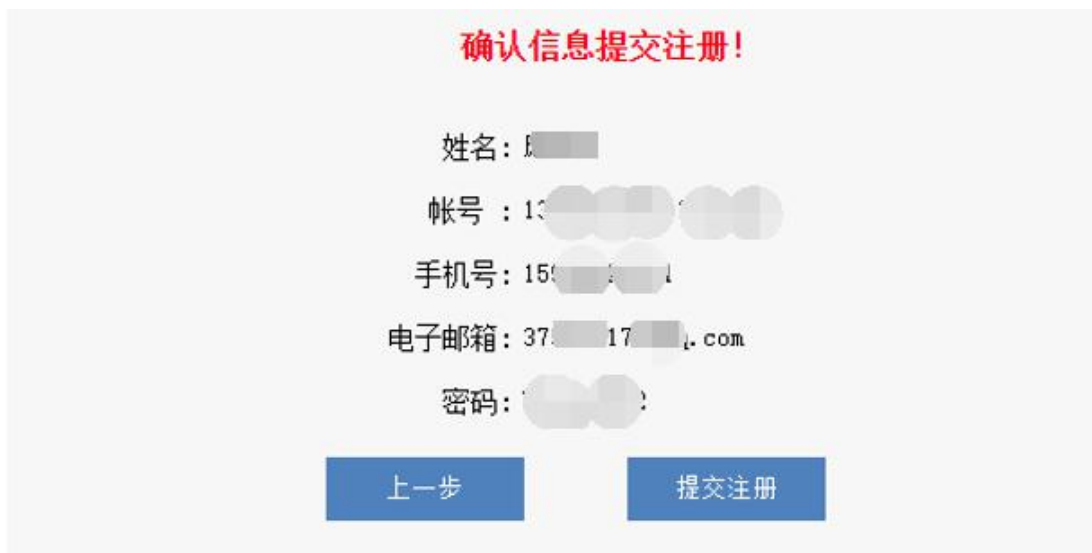 确认信息提交注册!
姓名:
帐号 :13
手机号:15
电子邮箱:37 17 .com
密码:
上一步 提交注册